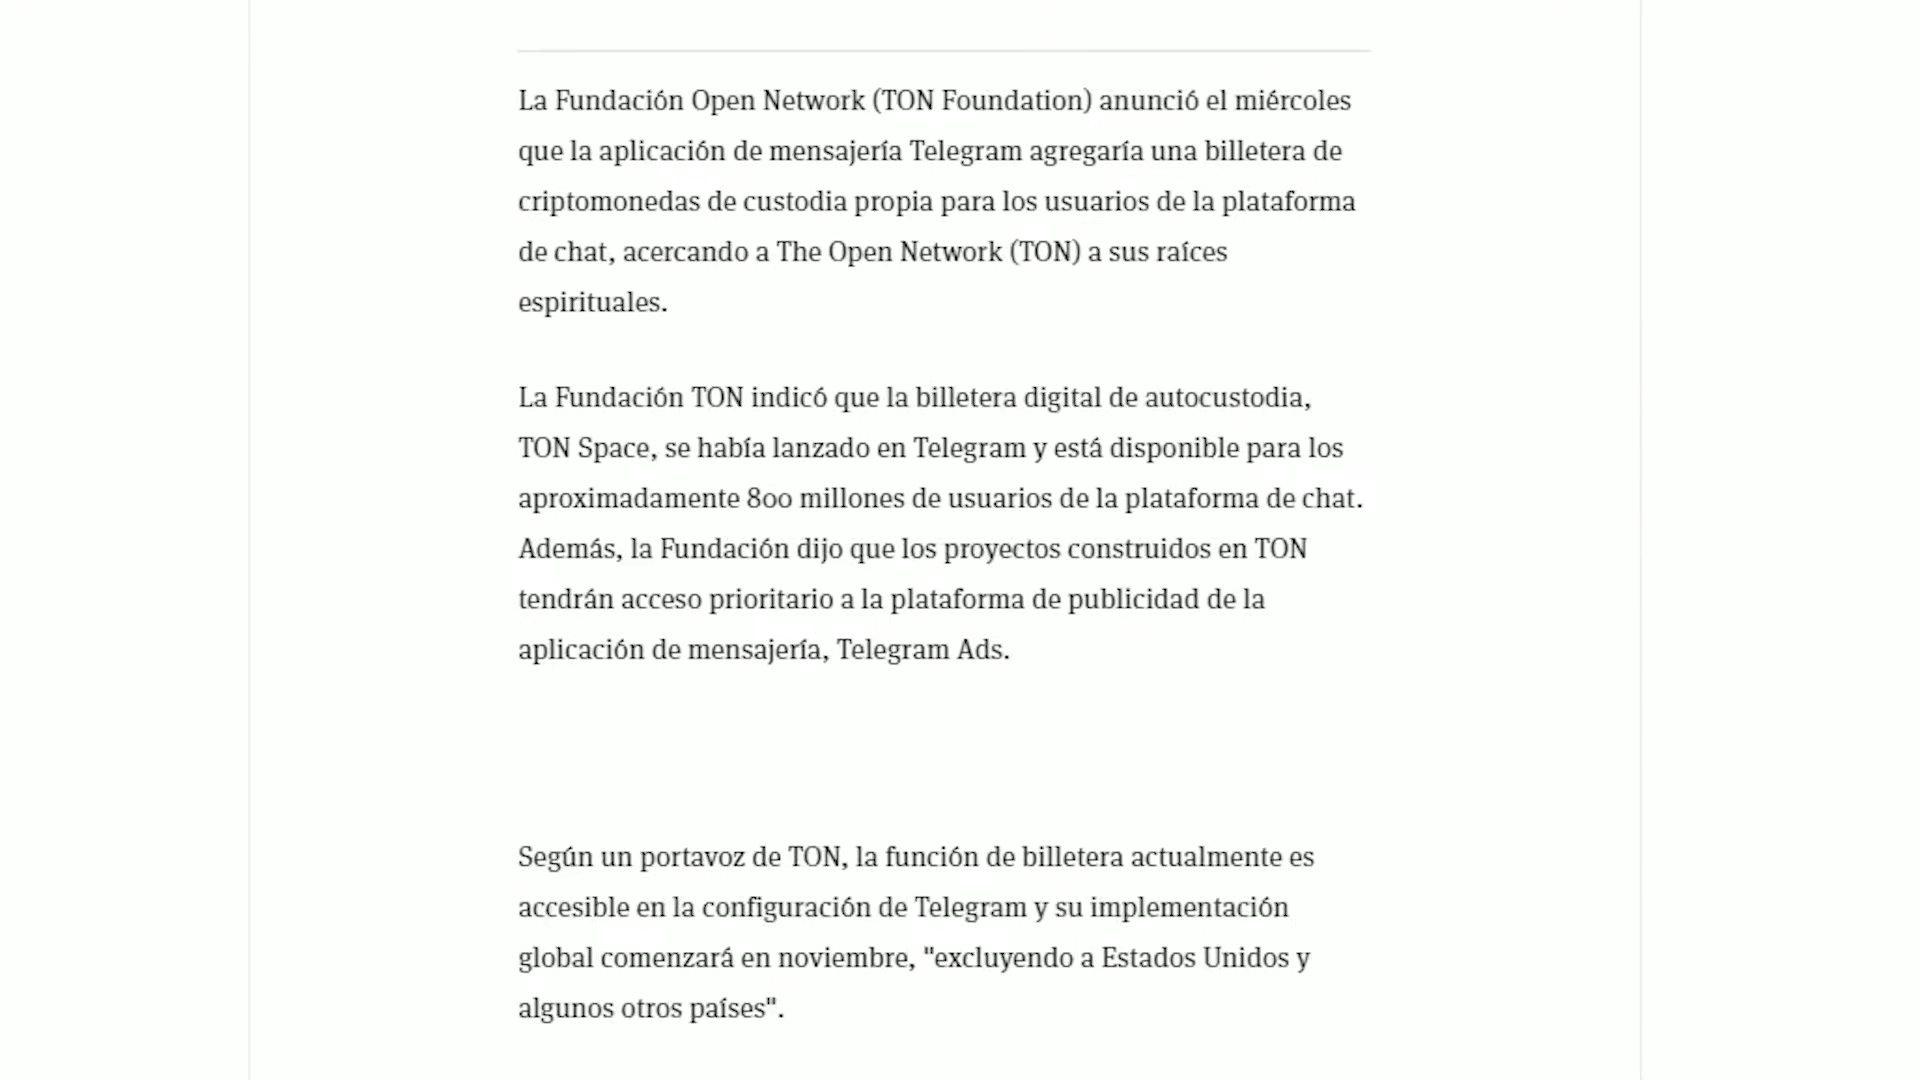 La Fundación Open Network (TON Foundation) anunció el miércoles
que la aplicación de mensajería Telegram agregaría una billetera de
criptomonedas de custodia propia para los usuarios de la plataforma
de chat, acercando a The Open Network (TON) a sus raíces
espirituales.
La Fundación TON indicó que la billetera digital de autocustodia,
TON Space, se había lanzado en Telegram y está disponible para los
aproximadamente 800 millones de usuarios de la plataforma de chat.
Además, la Fundación dijo que los proyectos construidos en TON
tendrán acceso prioritario a la plataforma de publicidad de la
aplicación de mensajería, Telegram Ads.
Según un portavoz de TON, la función de billetera actualmente es
accesible en la configuración de Telegram y su implementación
global comenzará en noviembre, "excluyendo a Estados Unidos y
algunos otros países".